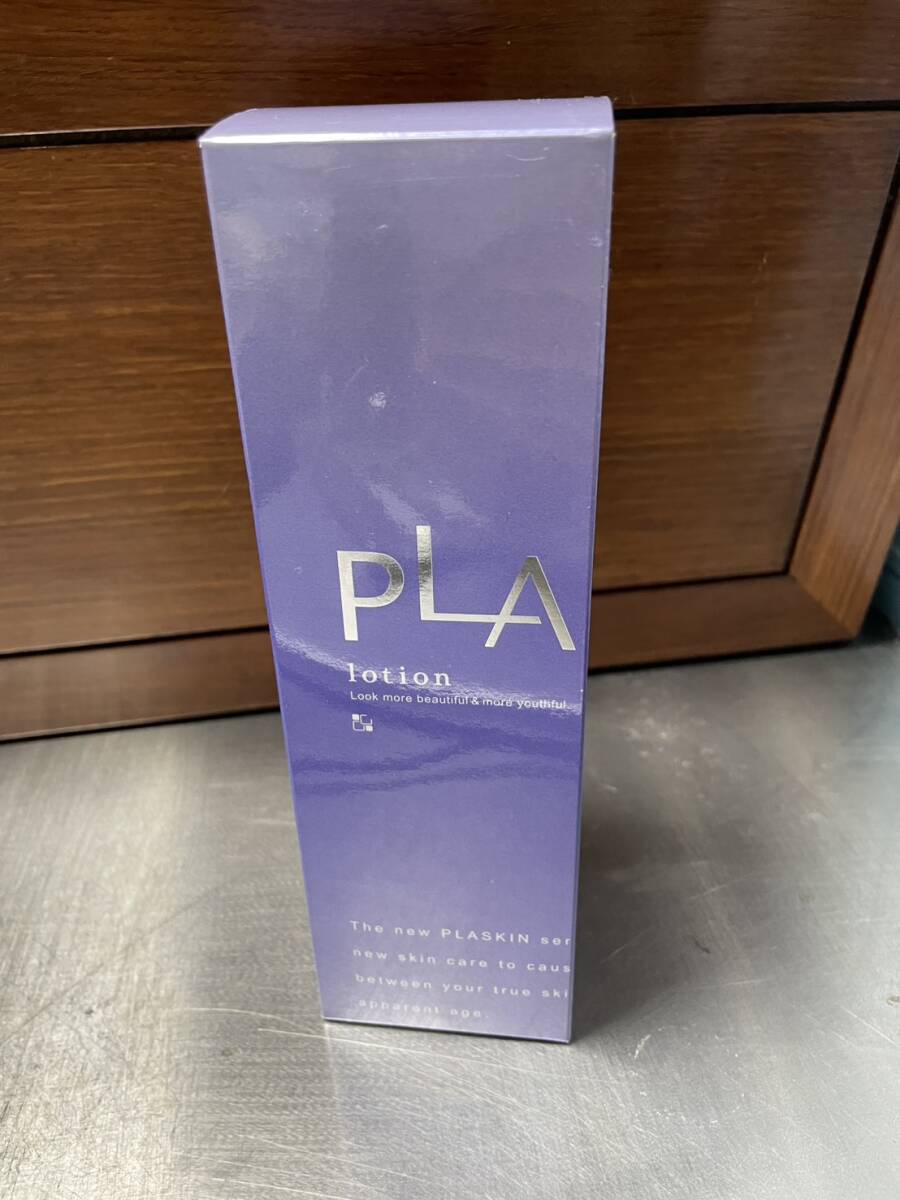 PLA
lotion
Look more beautiful & more youthful.
The new PLASKIN ser
new skin care to caus
between your true ski
apparent age.